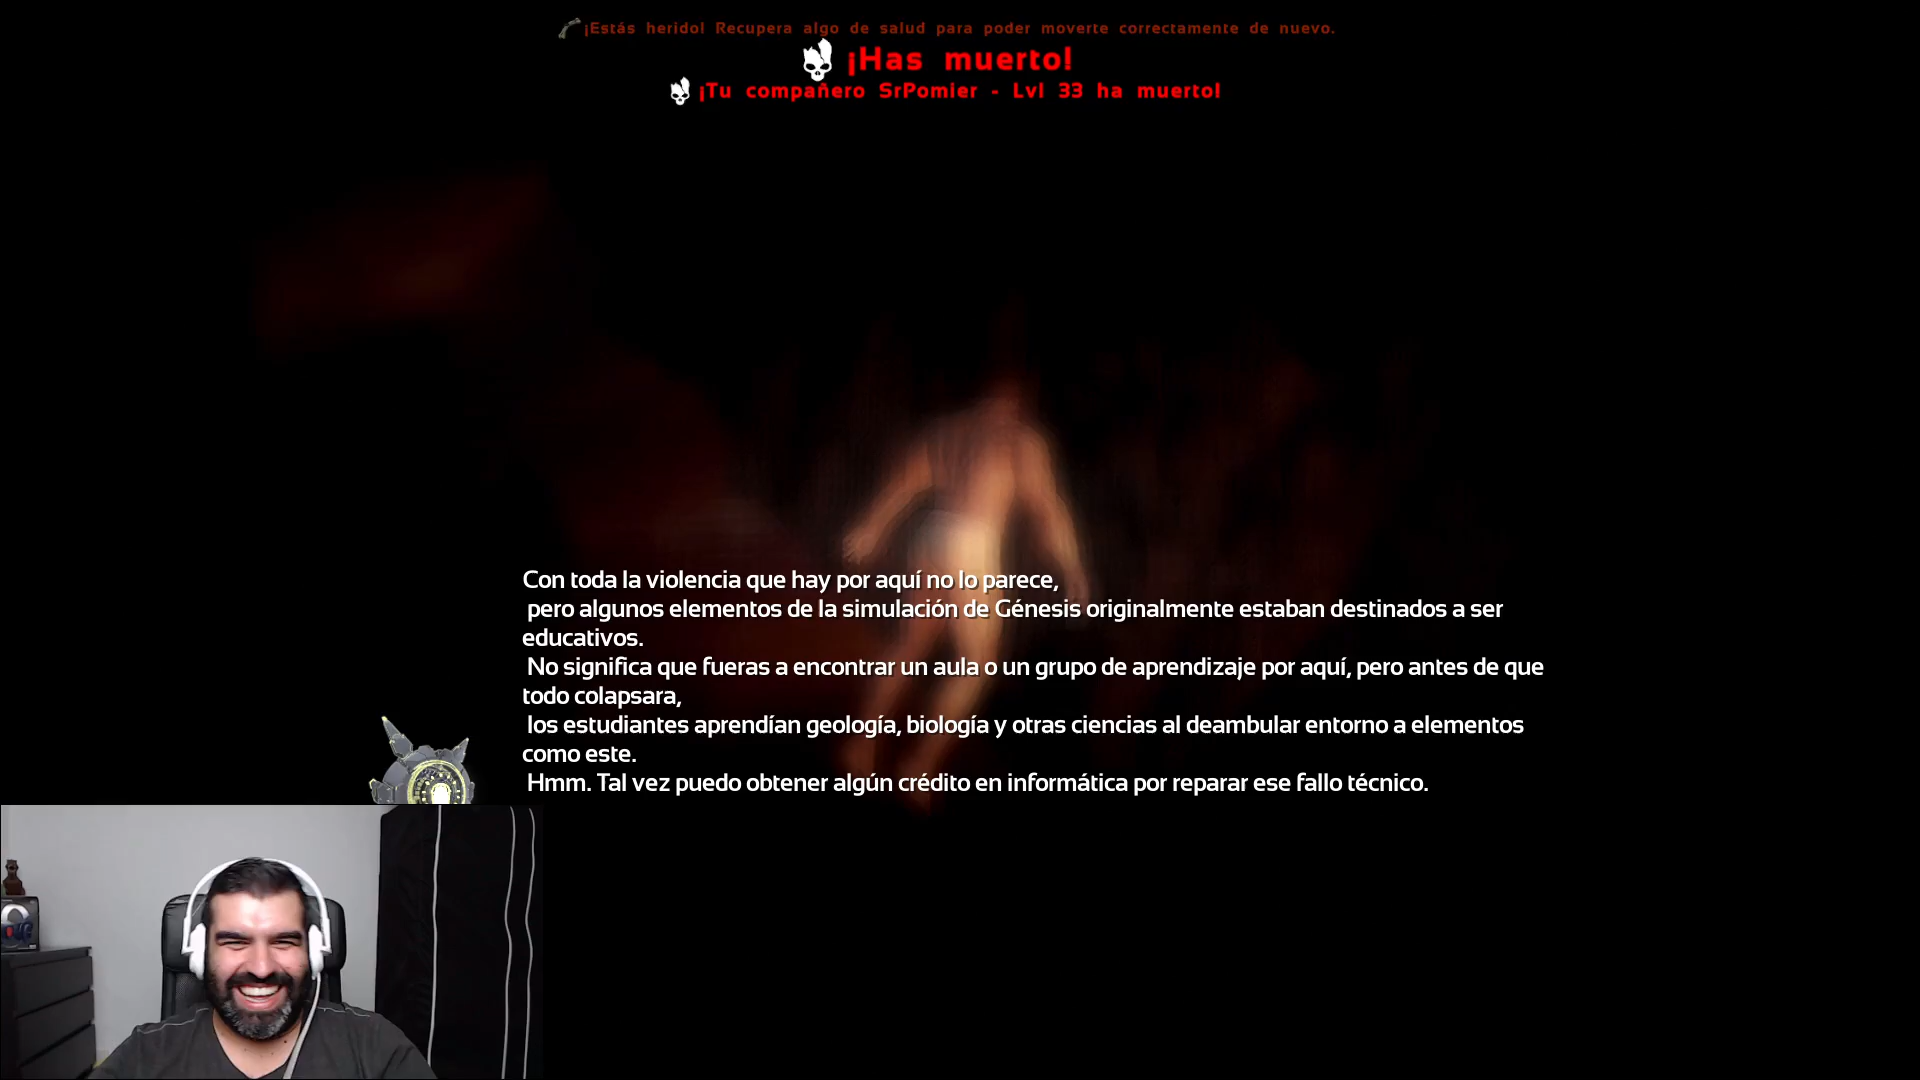 ¡Estás herido! Recupera algo de salud para poder moverte correctamente de nuevo.
¡Has muerto!
¡Tu compañero SrPomier - Lvl 33 ha muerto!
Con toda la violencia que hay por aquí no lo parece,
pero algunos elementos de la simulación de Génesis originalmente estaban destinados a ser
educativos.
No significa que fueras a encontrar un aula o un grupo de aprendizaje por aquí, pero antes de que
todo colapsara,
los estudiantes aprendían geología, biología y otras ciencias al deambular entorno a elementos
como este.
Hmm. Tal vez puedo obtener algún crédito en informática por reparar ese fallo técnico.